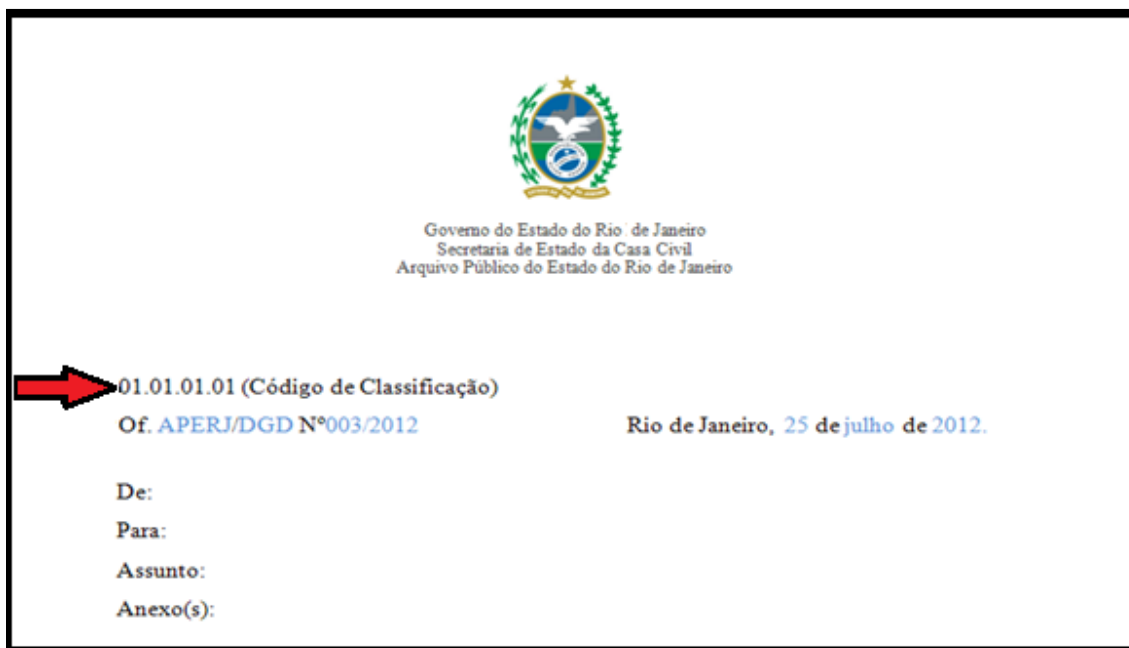 Governo do Estado do Rio de Janeiro
Secretaria de Estado da Casa Civil
Arquivo Público do Estado do Rio de Janeiro
01.01.01.01 (Código de Classificação)
Of. APERJ/DGD Nº003/2012 Rio de Janeiro, 25 de julho de 2012.
De:
Para:
Assunto:
Anexo(s):